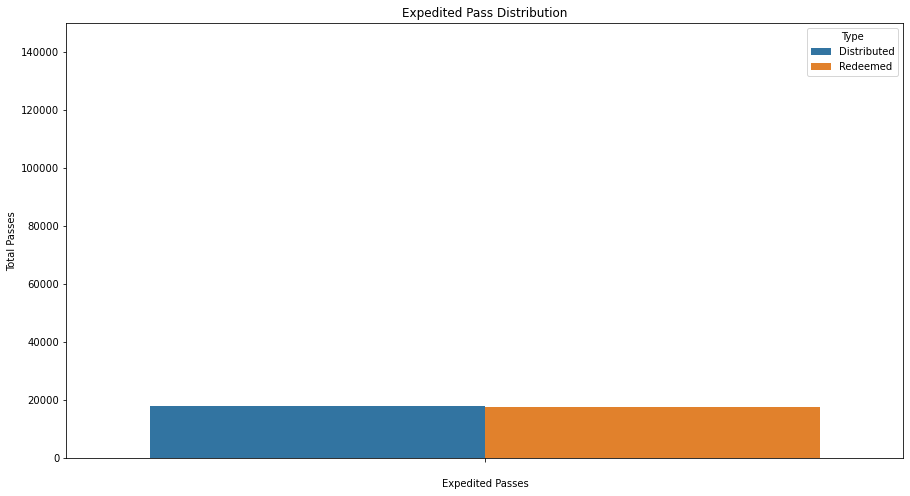 Expedited Pass Distribution
Type
Distributed
Redeemed
140000
120000
100000
80000
60000
40000
20000
0
Total Passes
Expedited Passes